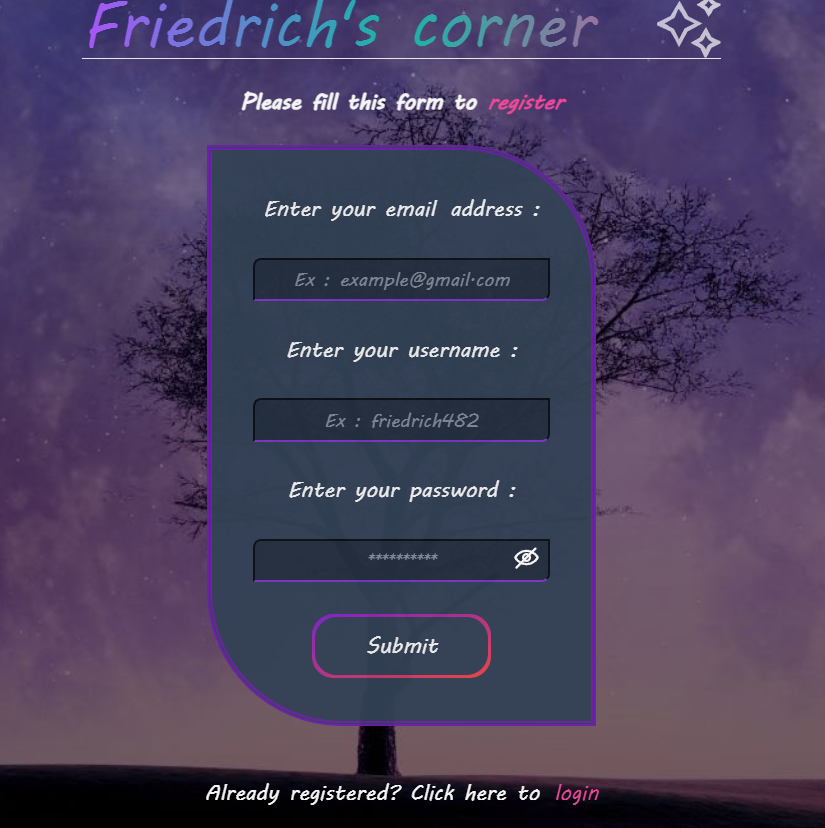 Friedrich's corner
Please fill this form to register
Enter your email address :
Ex : example@gmail.com
Enter your username :
Ex : friedrich482
Enter your password :
**********
Submit
Already registered? Click here to login